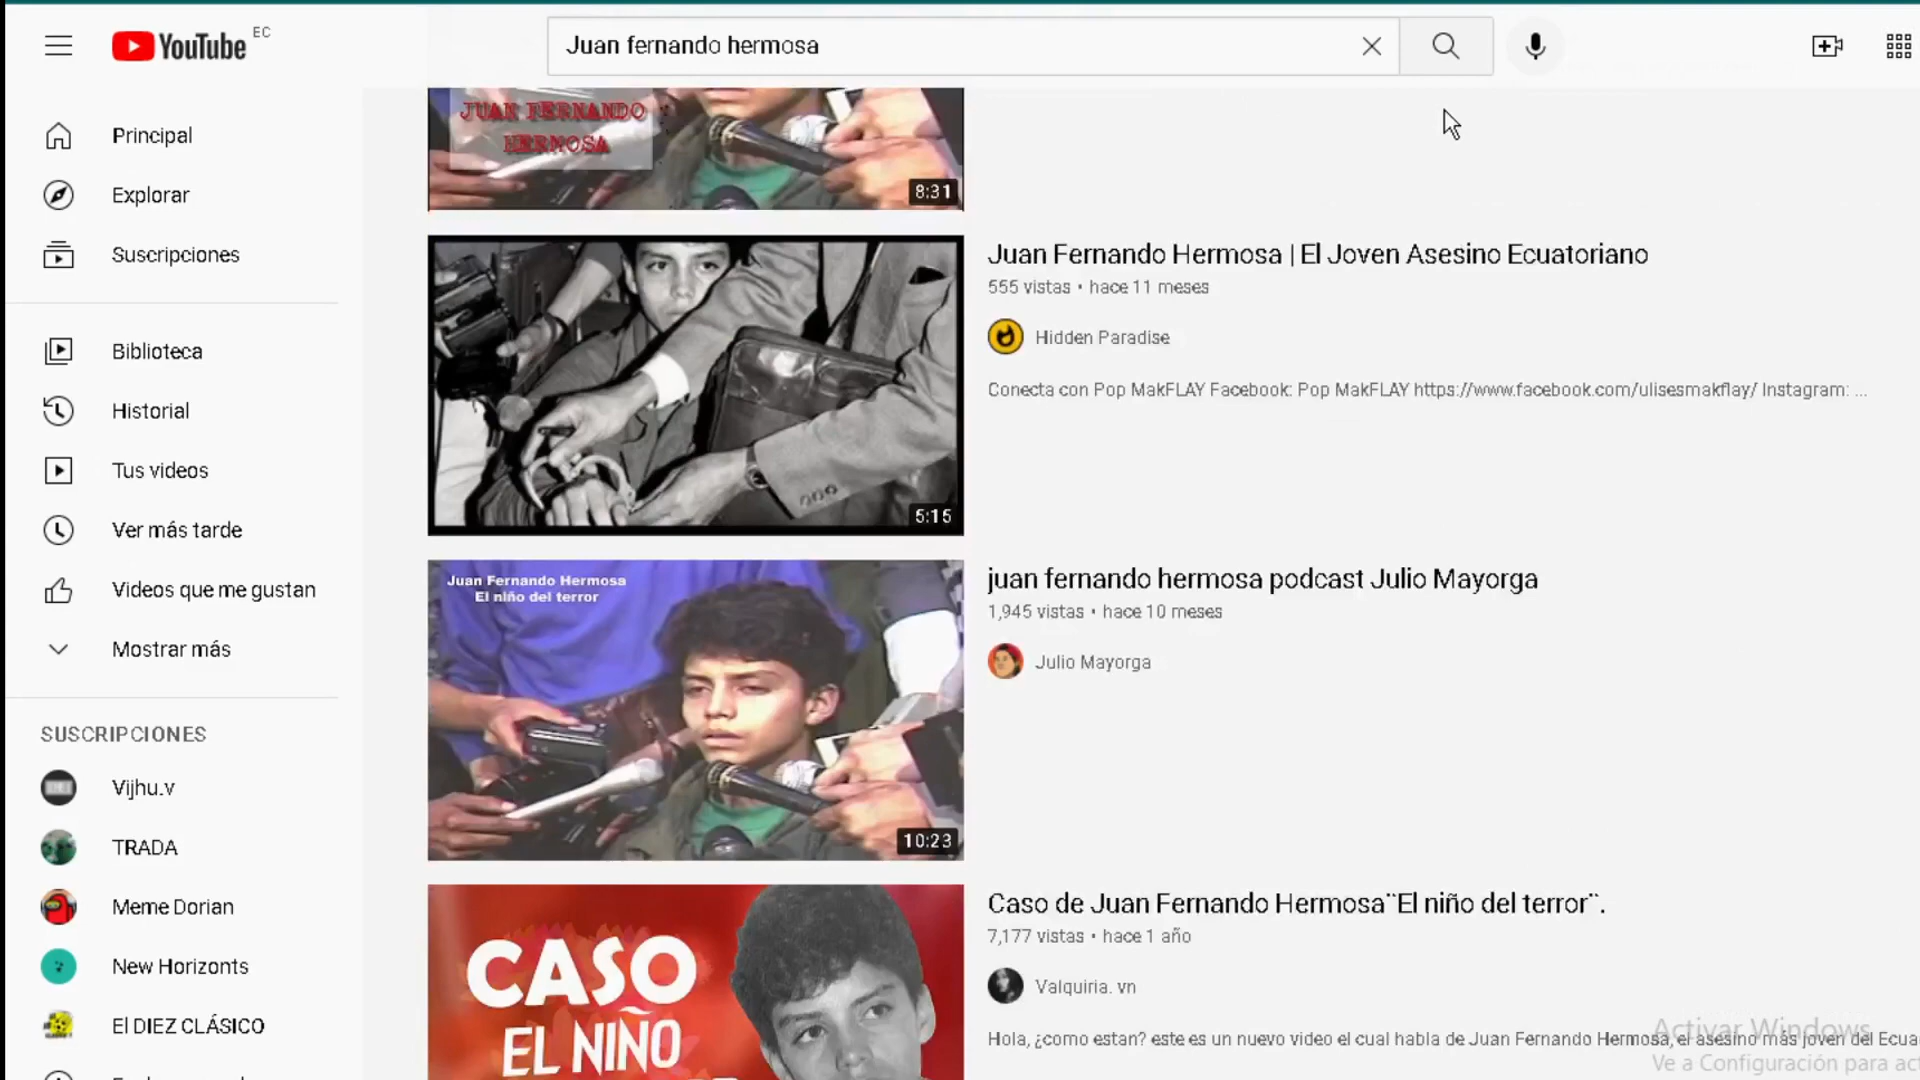 YouTube EC
Juan fernando hermosa
Principal
Explorar
Suscripciones
Biblioteca
Historial
Tus videos
Ver más tarde
Videos que me gustan
Mostrar más
SUSCRIPCIONES
Vijhu.v
TRADA
Meme Dorian
New Horizonts
El DIEZ CLÁSICO
JUAN FERNANDO
HERMOSA
8:31
5:15
Juan Fernando Hermosa | El Joven Asesino Ecuatoriano
555 vistas • hace 11 meses
Hidden Paradise
Conecta con Pop MakFLAY Facebook: Pop MakFLAY https://www.facebook.com/ulisesmakflay/ Instagram: ...
Juan Fernando Hermosa
El niño del terror
10:23
juan fernando hermosa podcast Julio Mayorga
1,945 vistas • hace 10 meses
Julio Mayorga
CASO
EL NIÑO
Caso de Juan Fernando Hermosa¨El niño del terror¨.
7,177 vistas • hace 1 año
Valquiria. vn
Hola, ¿como estan? este es un nuevo video el cual habla de Juan Fernando Hermosa, el asesino más joven del Ecua
Activar Windows
Ve a Configuración para act